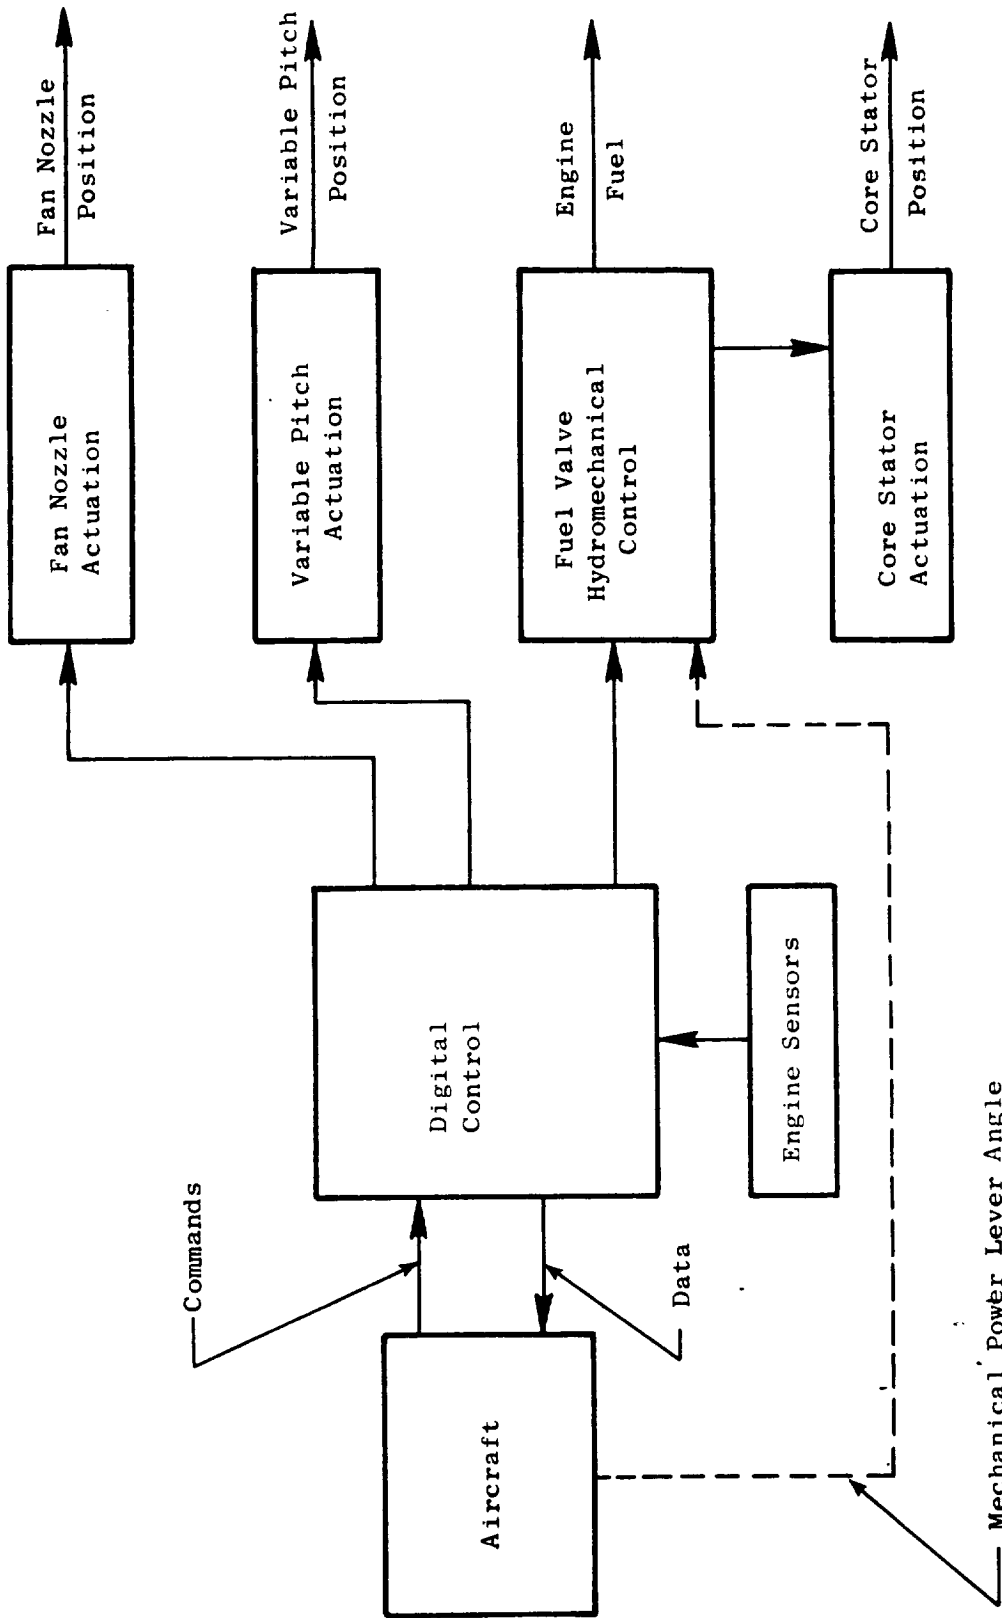 Fan Nozzle
Position
Variable Pitch
Position
Engine
Fuel
Core Stator
Position
Fan Nozzle
Actuation
Variable Pitch
Actuation
Fuel Valve
Hydromechanical
Control
Core Stator
Actuation
Digital
Control
Engine Sensors
Commands
Data
Aircraft
Mechanical Power Lever Angle